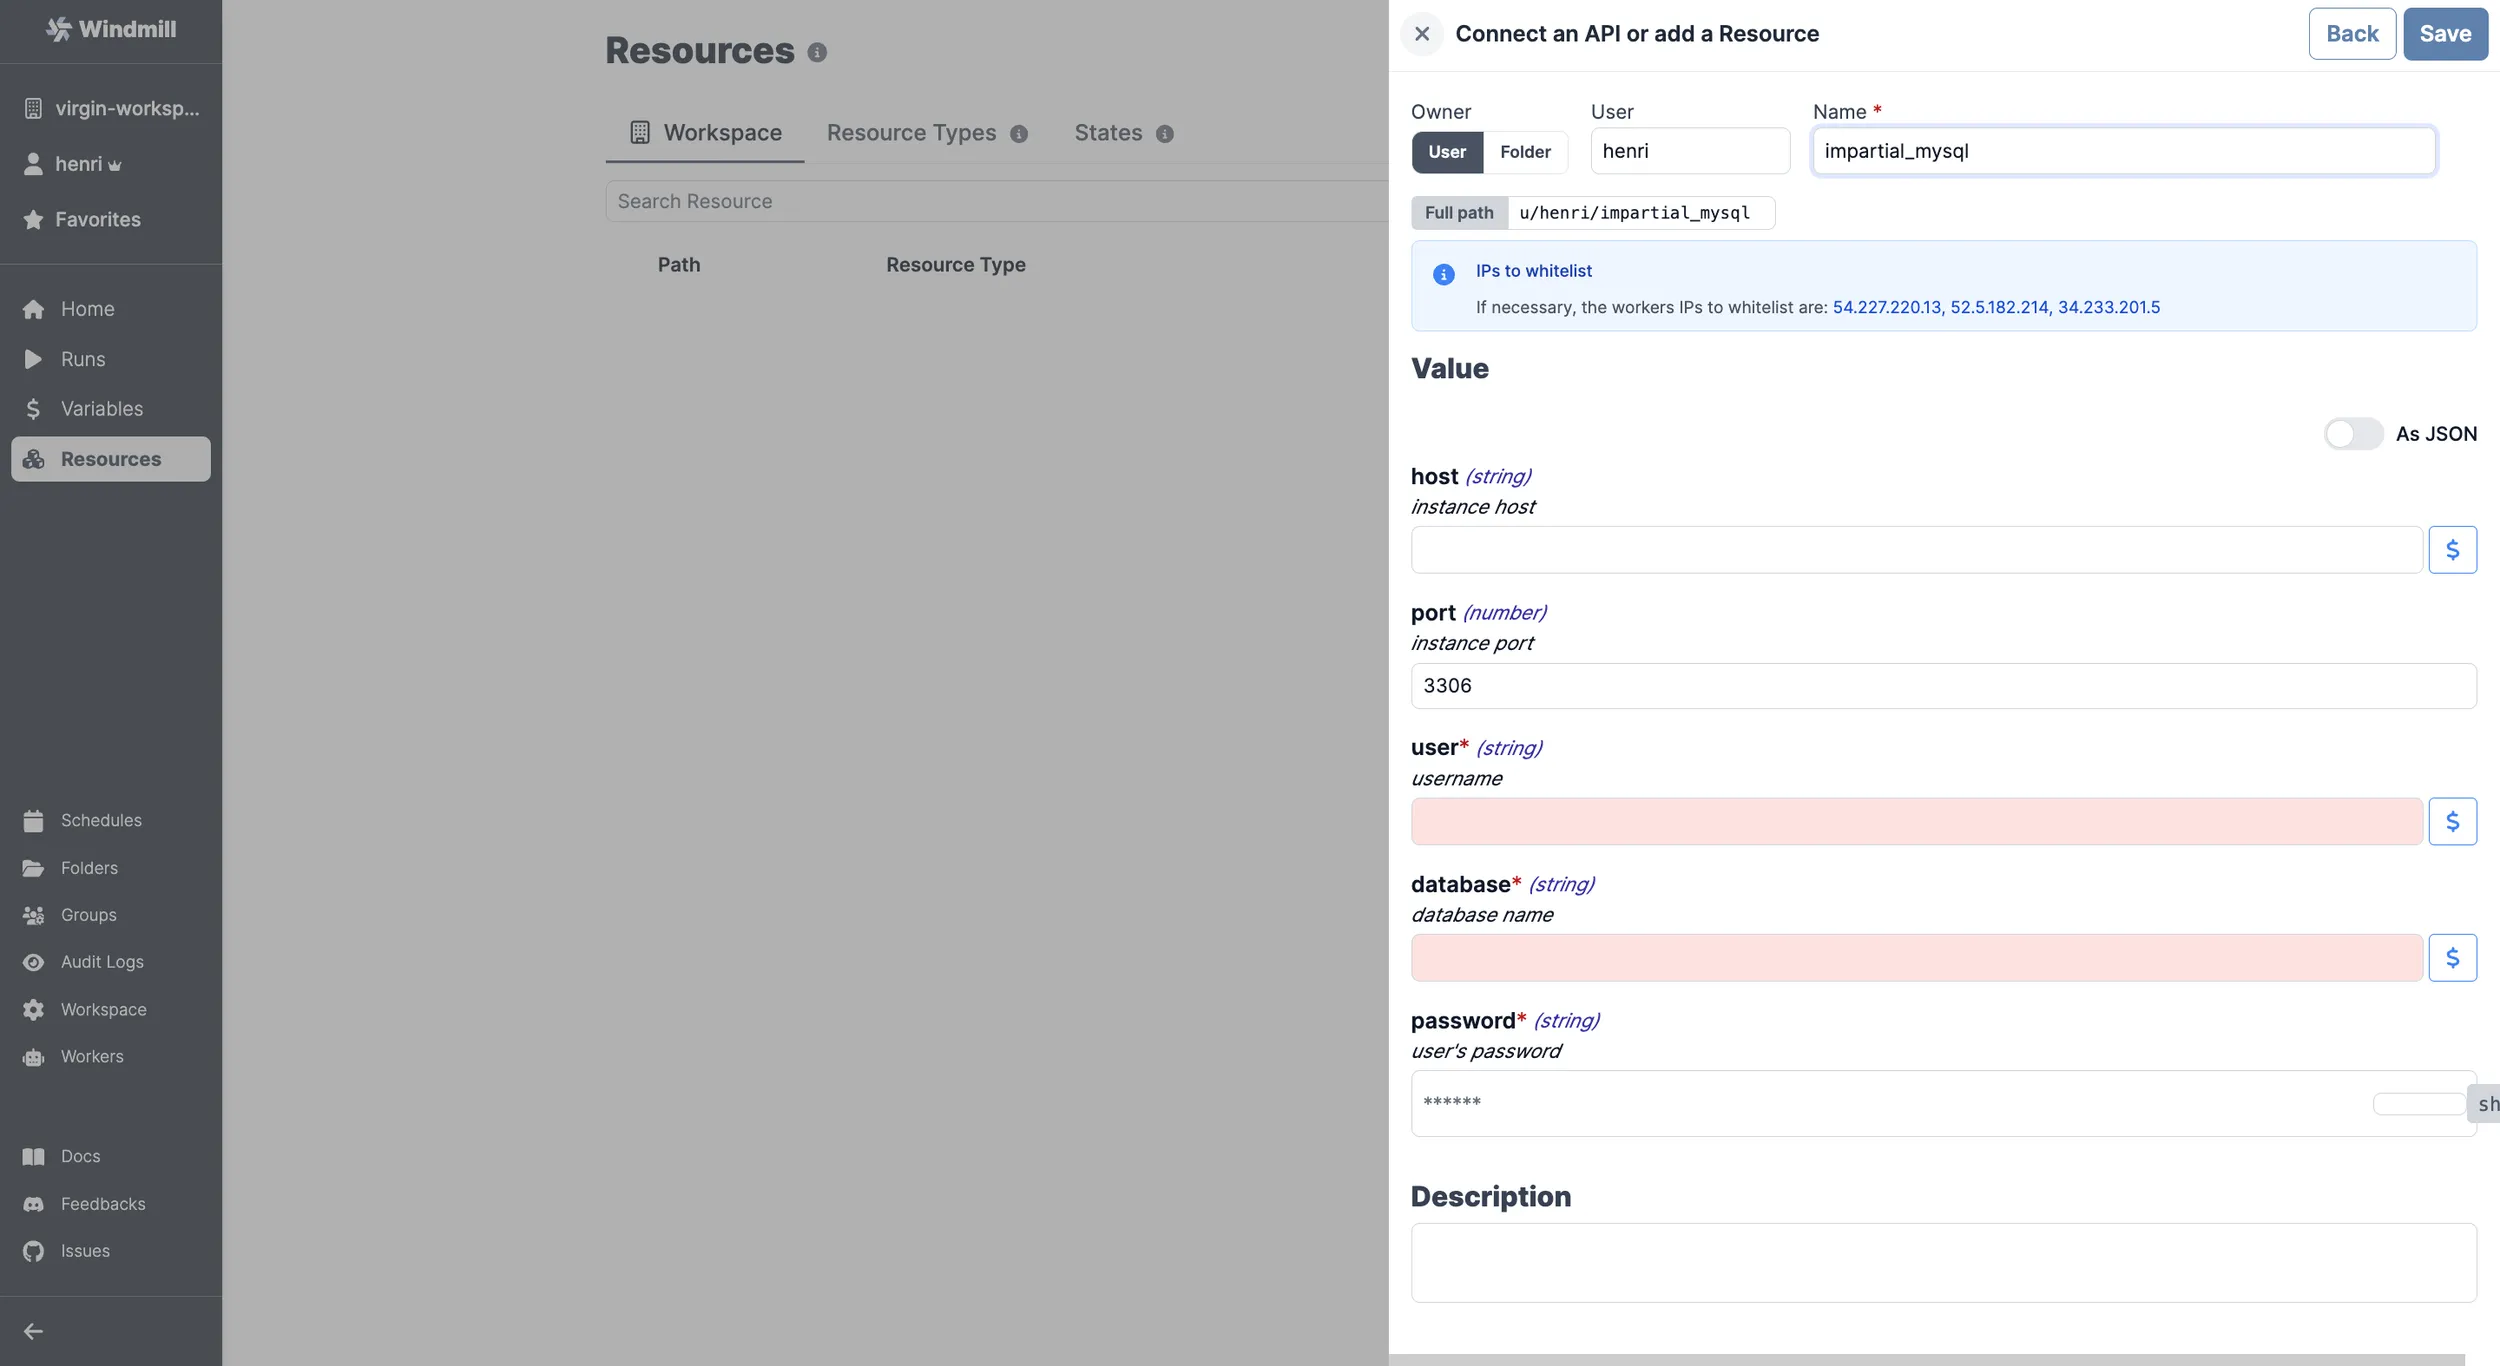 Windmill
virgin-worksp...
henri
Favorites
Home
Runs
Variables
Resources
Schedules
Folders
Groups
Audit Logs
Workspace
Workers
Docs
Feedbacks
Issues
Resources
Workspace
Resource Types
States
Search Resource
Path Resource Type
Connect an API or add a Resource
Back
Save
Owner User Name *
User Folder henri impartial_mysql
Full path u/henri/impartial_mysql
IPs to whitelist
If necessary, the workers IPs to whitelist are: 54.227.220.13, 52.5.182.214, 34.233.201.5
Value
As JSON
host (string)
instance host
$
port (number)
instance port
3306
user* (string)
username
$
database* (string)
database name
$
password* (string)
user's password
******
sh
Description